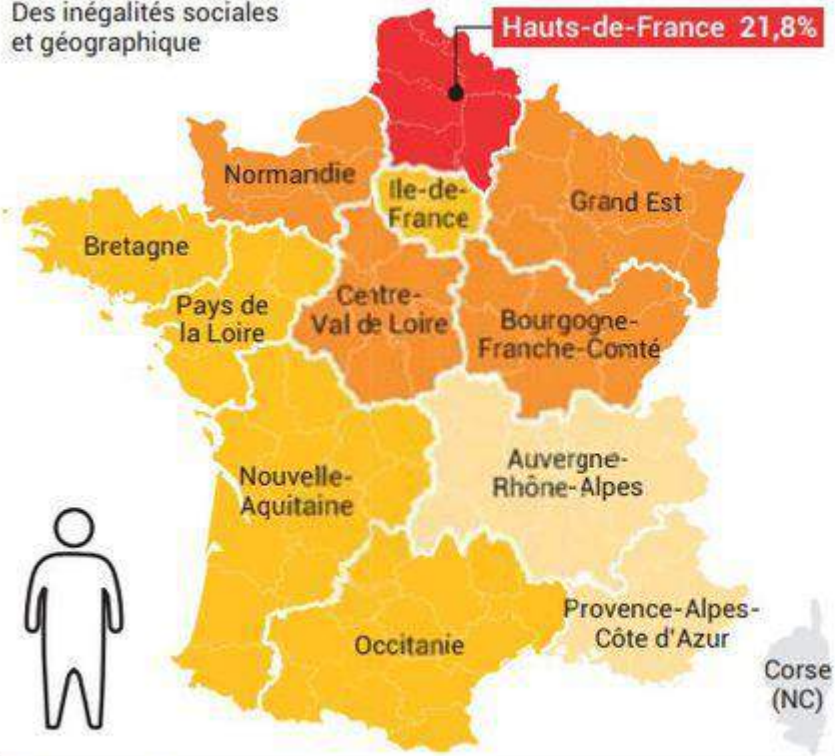 Des inégalités sociales
et géographique
Hauts-de-France 21,8%
Normandie
Ile-de-
France
Grand Est
Bretagne
Pays de
la Loire
Centre-
Val de Loire
Bourgogne-
Franche-Comté
Auvergne-
Rhône-Alpes
Nouvelle-
Aquitaine
Provence-Alpes-
Côte d'Azur
Occitanie
Corse
(NC)